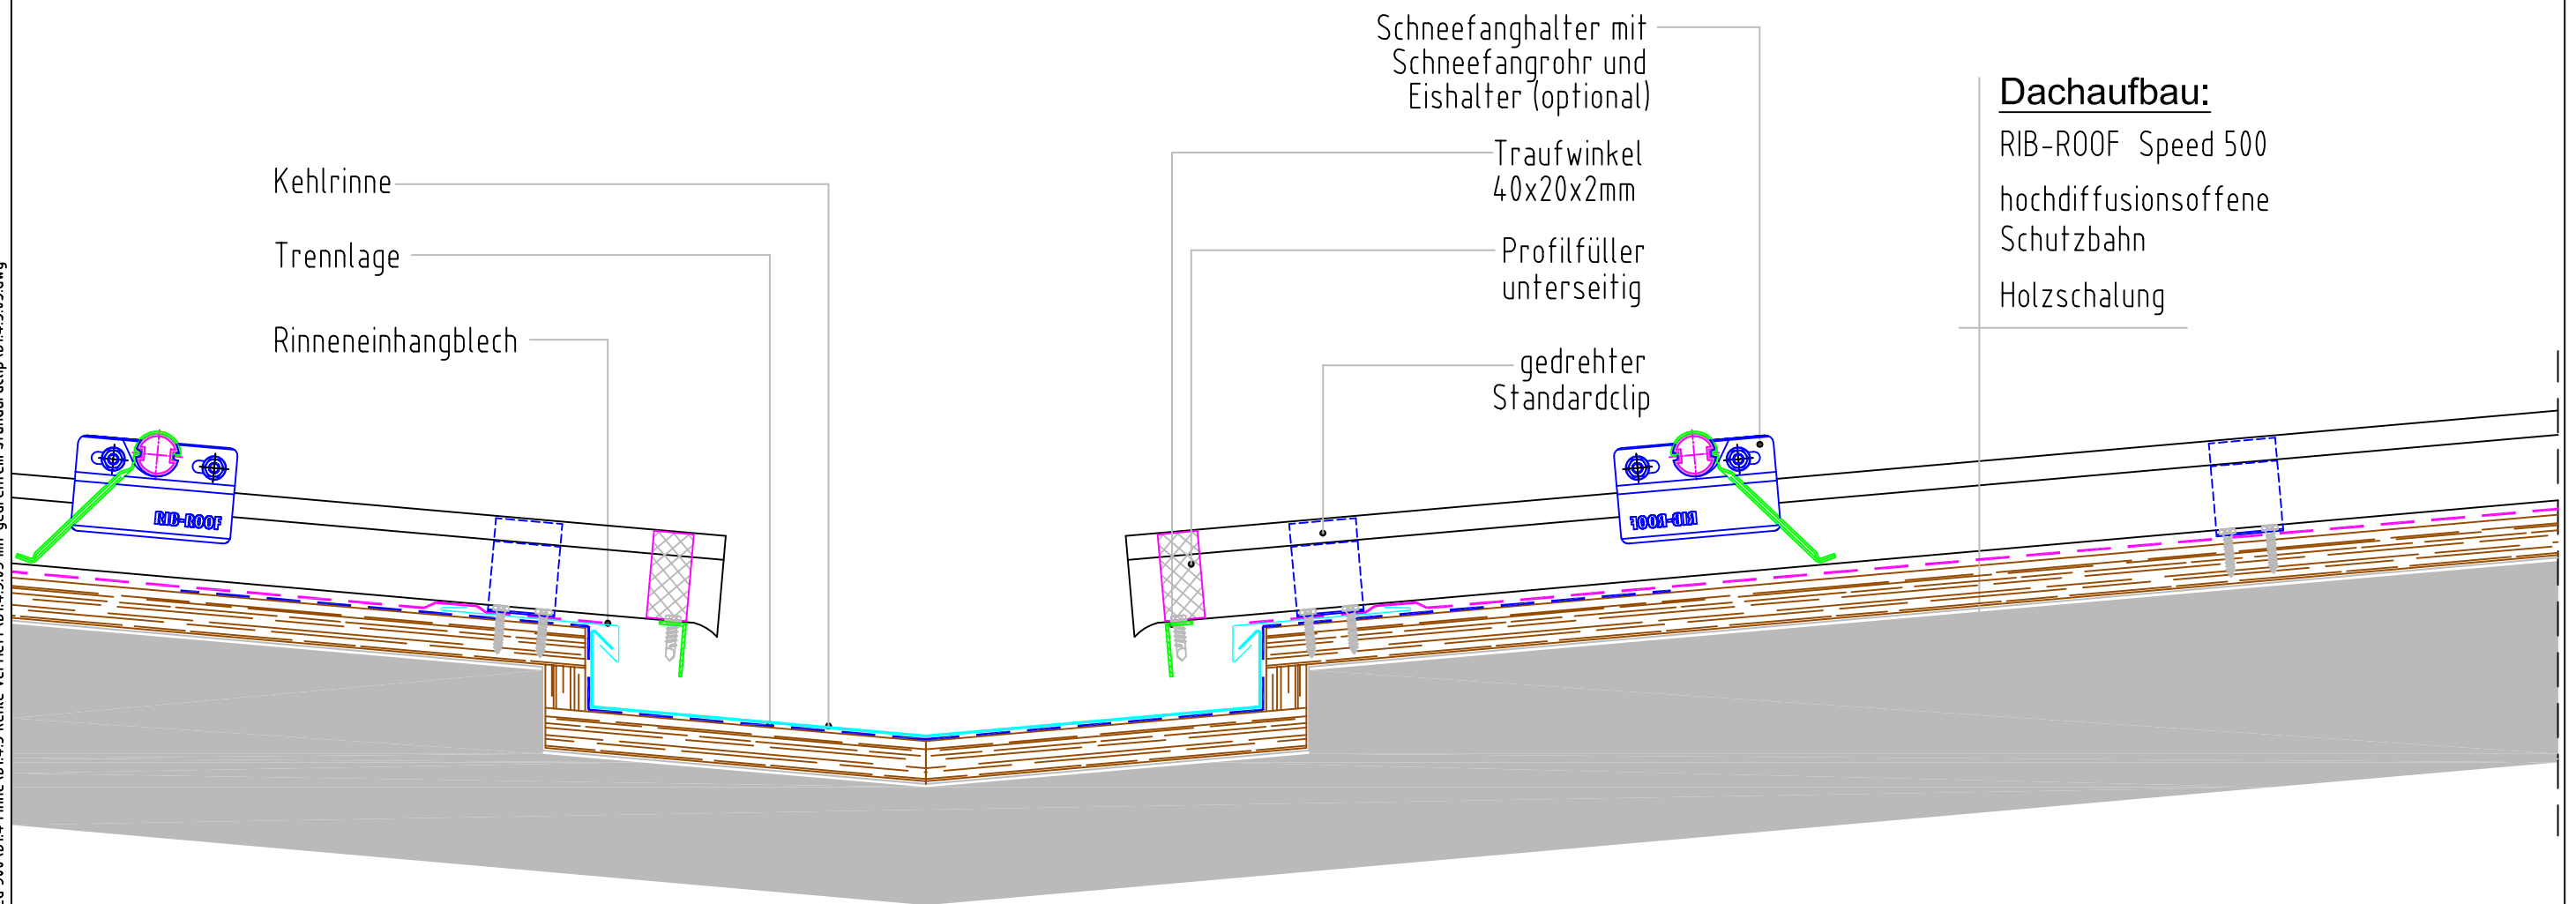 Schneefanghalter mit
Schneefangrohr und
Eishalter (optional)
Dachaufbau:
RIB-ROOF Speed 500
hochdiffusionsoffene
Schutzbahn
Holzschalung
Traufwinkel
40x20x2mm
Profilfüller
unterseitig
gedrehter
Standardclip
Kehlrinne
Trennlage
Rinneneinhangblech
RIB-ROOF
RIB-ROOF